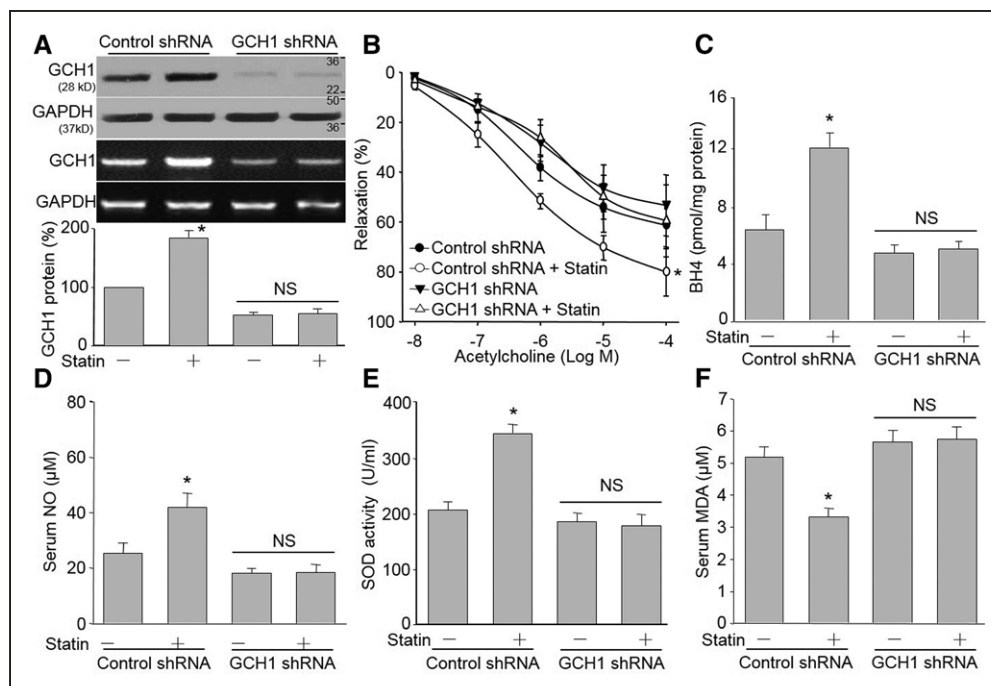 A
Control shRNA GCH1 shRNA
GCH1
(28 kD)
36
22
GAPDH
(37kD)
50
36
GCH1
GAPDH
GCH1 protein (%)
200
100
0
*
NS
Statin − + − +
B
Relaxation (%)
0
20
40
60
80
100
Control shRNA
Control shRNA + Statin
GCH1 shRNA
GCH1 shRNA + Statin
*
-8 -7 -6 -5 -4
Acetylcholine (Log M)
C
BH4 (pmol/mg protein)
16
12
8
4
0
*
NS
Statin − + − +
Control shRNA GCH1 shRNA
D
Serum NO (μM)
80
60
40
20
0
*
NS
Statin − + − +
Control shRNA GCH1 shRNA
E
SOD activity (U/ml)
400
300
200
100
0
*
NS
Statin − + − +
Control shRNA GCH1 shRNA
F
Serum MDA (μM)
7
6
5
4
3
2
1
0
*
NS
Statin − + − +
Control shRNA GCH1 shRNA